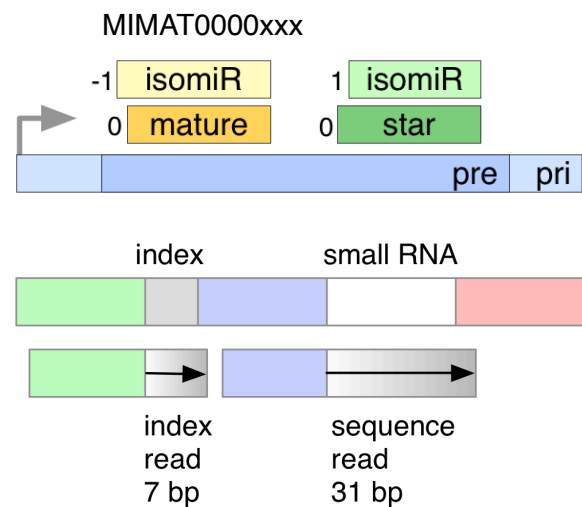 MIMAT0000xxx
-1 isomiR 1 isomiR
0 mature 0 star
pre pri
index small RNA
index sequence
read read
7 bp 31 bp